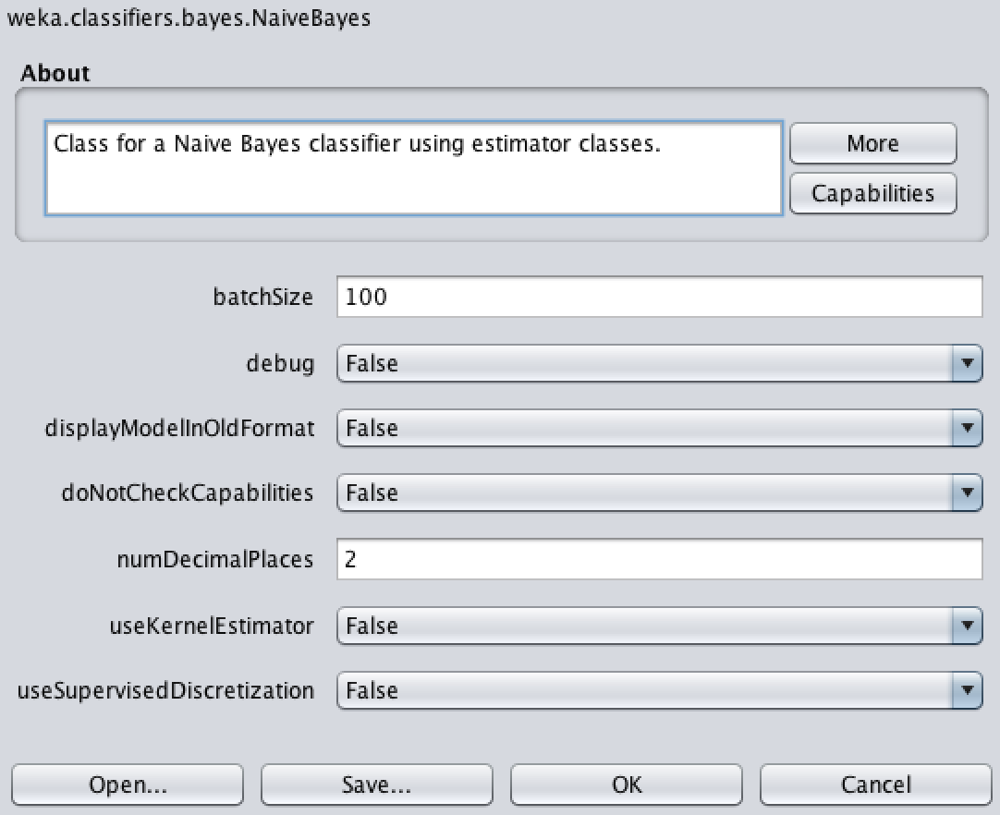 weka.classifiers.bayes.NaiveBayes
About
Class for a Naive Bayes classifier using estimator classes.
More
Capabilities
batchSize 100
debug False
displayModelInOldFormat False
doNotCheckCapabilities False
numDecimalPlaces 2
useKernelEstimator False
useSupervisedDiscretization False
Open... Save... OK Cancel